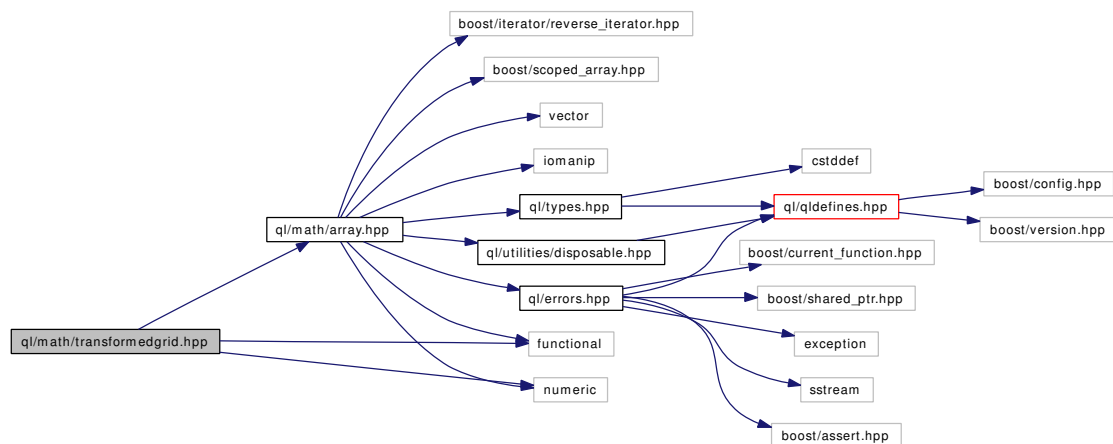 boost/iterator/reverse_iterator.hpp
boost/scoped_array.hpp
vector
iomanip
cstddef
boost/config.hpp
ql/types.hpp
ql/qldefines.hpp
ql/math/array.hpp
boost/version.hpp
ql/utilities/disposable.hpp
boost/current_function.hpp
ql/errors.hpp
boost/shared_ptr.hpp
ql/math/transformedgrid.hpp
functional
exception
numeric
sstream
boost/assert.hpp